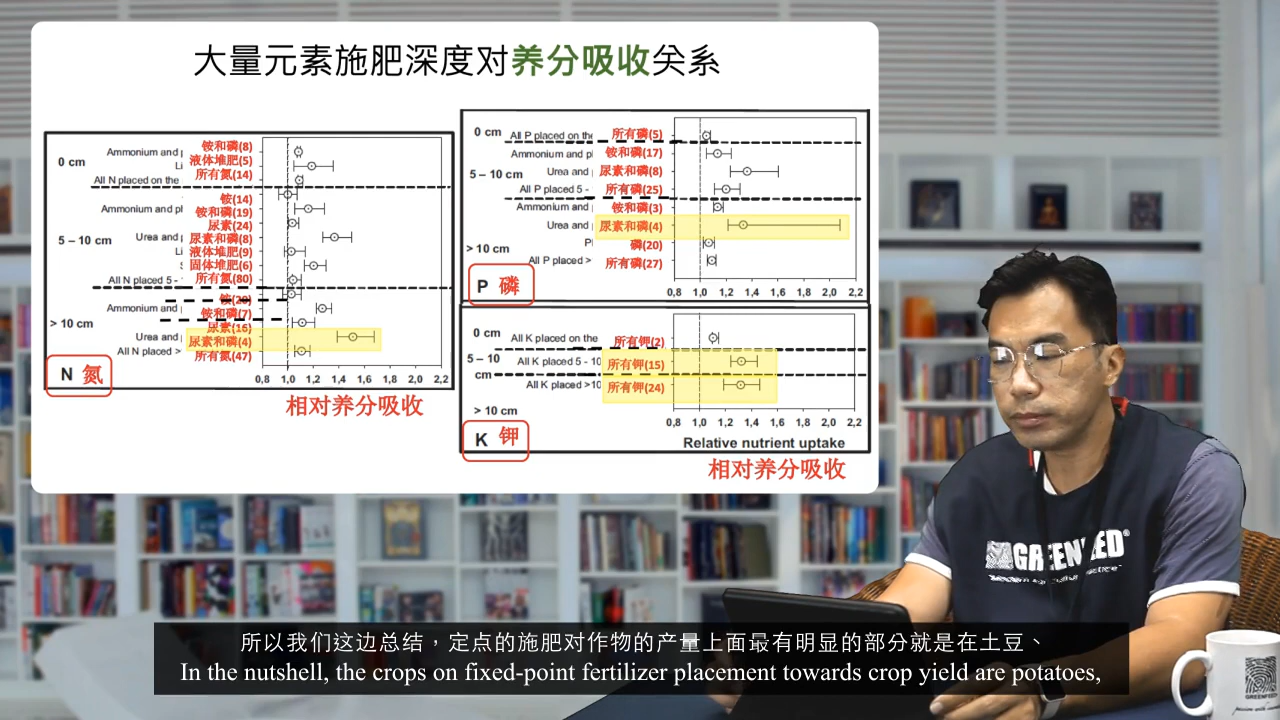 大量元素施肥深度对养分吸收关系
0 cm
Ammonium and
铵和磷(8)
液体堆肥(5)
All N placed on the
所有氮(14)
铵(14)
Ammonium and pl
铵和磷(19)
尿素(24)
5 – 10 cm
Urea and
尿素和磷(8)
液体堆肥(9)
固体堆肥(6)
All N placed 5 -
所有氮(80)
铵(20)
Ammonium and
铵和磷(7)
> 10 cm
尿素(16)
Urea and
尿素和磷(4)
All N placed >
所有氮(47)
N 氮
0,8 1,0 1,2 1,4 1,6 1,8 2,0 2,2
相对养分吸收
0 cm
All P placed on the
所有磷(5)
Ammonium and pl
铵和磷(17)
5 – 10 cm
Urea and
尿素和磷(8)
All P placed 5 -
所有磷(25)
Ammonium and
铵和磷(3)
Urea and
尿素和磷(4)
> 10 cm
磷(20)
All P placed >
所有磷(27)
P 磷
0,8 1,0 1,2 1,4 1,6 1,8 2,0 2,2
0 cm
All K placed on the
所有钾(2)
5 – 10
cm
All K placed 5 - 10
所有钾(15)
All K placed >10
所有钾(24)
> 10 cm
K 钾
0,8 1,0 1,2 1,4 1,6 1,8 2,0 2,2
Relative nutrient uptake
相对养分吸收
所以我们这边总结，定点的施肥对作物的产量上面最有明显的部分就是在土豆、
In the nutshell, the crops on fixed-point fertilizer placement towards crop yield are potatoes,